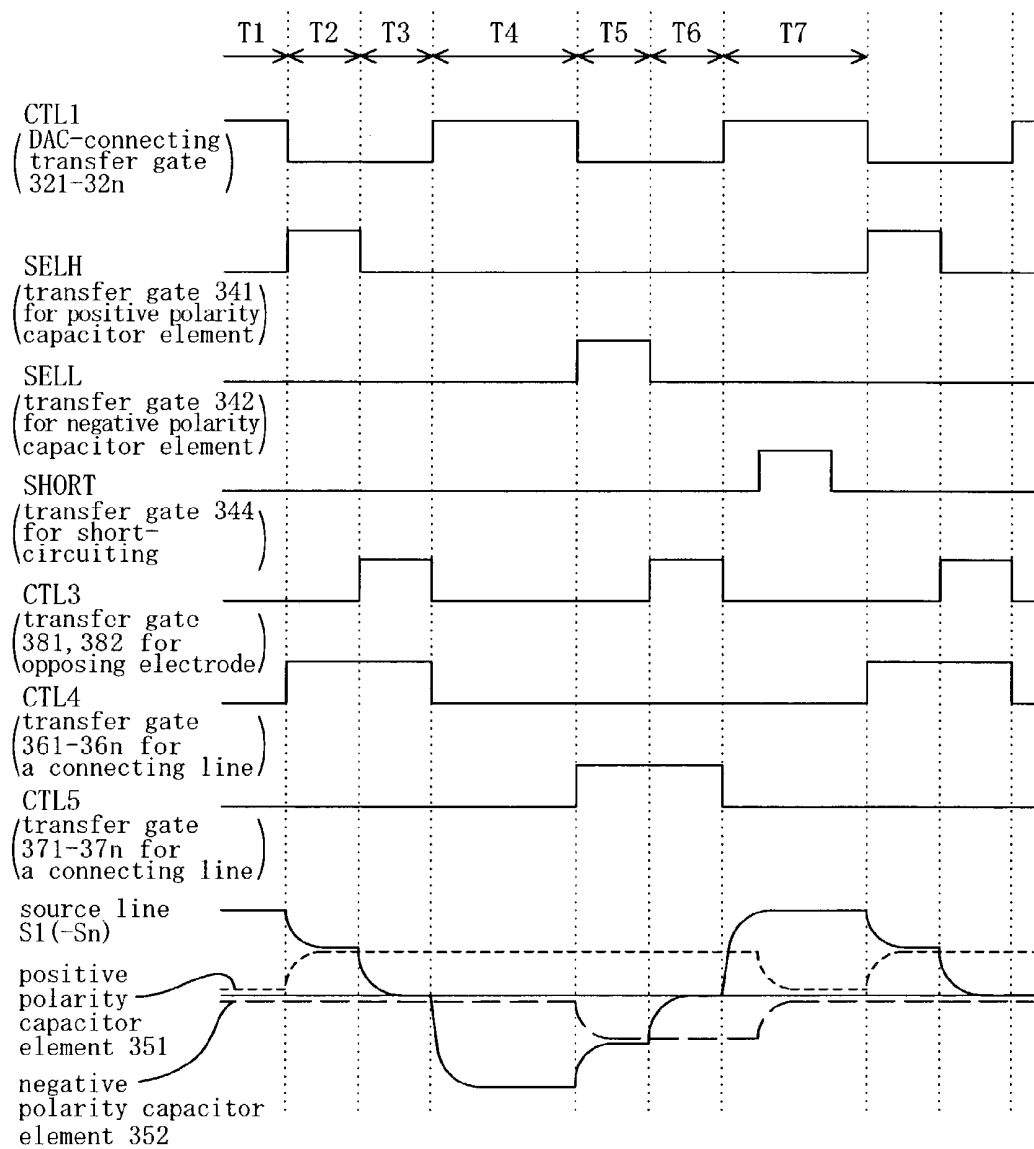 T1 T2 T3 T4 T5 T6 T7
CTL1
(DAC-connecting
transfer gate
321-32n)
SELH
(transfer gate 341
for positive polarity
capacitor element)
SELL
(transfer gate 342
for negative polarity
capacitor element)
SHORT
(transfer gate 344
for short-
circuiting)
CTL3
(transfer gate
381, 382 for
opposing electrode)
CTL4
(transfer gate
361-36n for
a connecting line)
CTL5
(transfer gate
371-37n for
a connecting line)
source line
S1(-Sn)
positive
polarity
capacitor
element 351
negative
polarity capacitor
element 352